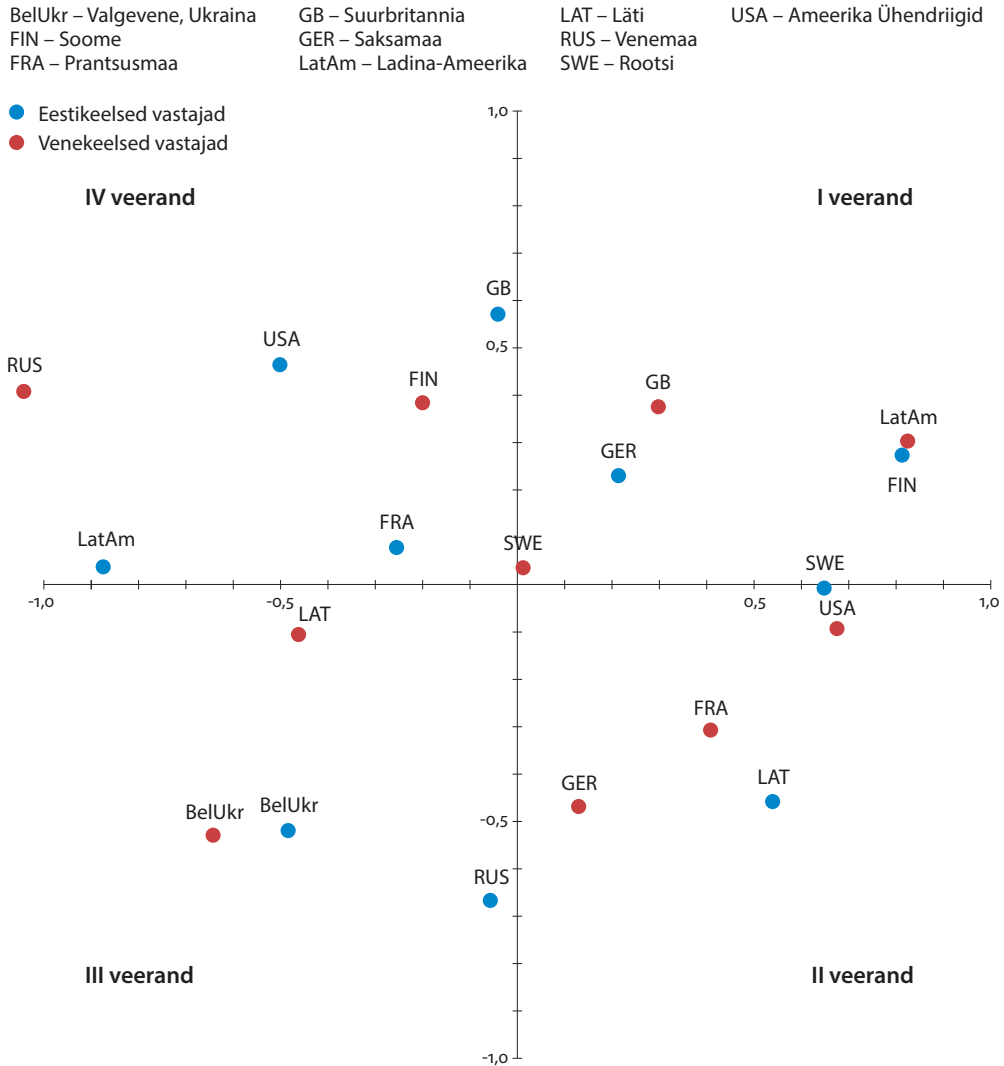 BelUkr – Valgevene, Ukraina
FIN – Soome
FRA – Prantsusmaa
GB – Suurbritannia
GER – Saksamaa
LatAm – Ladina-Ameerika
LAT – Läti
RUS – Venemaa
SWE – Rootsi
USA – Ameerika Ühendriigid
Eestikeelsed vastajad
Venekeelsed vastajad
1,0
IV veerand
I veerand
GB
USA
0,5
RUS
FIN
GB
LatAm
GER
FIN
FRA
LatAm
SWE
SWE
-1,0
-0,5
0,5
1,0
USA
LAT
FRA
GER
LAT
BelUkr
BelUkr
-0,5
RUS
III veerand
II veerand
-1,0